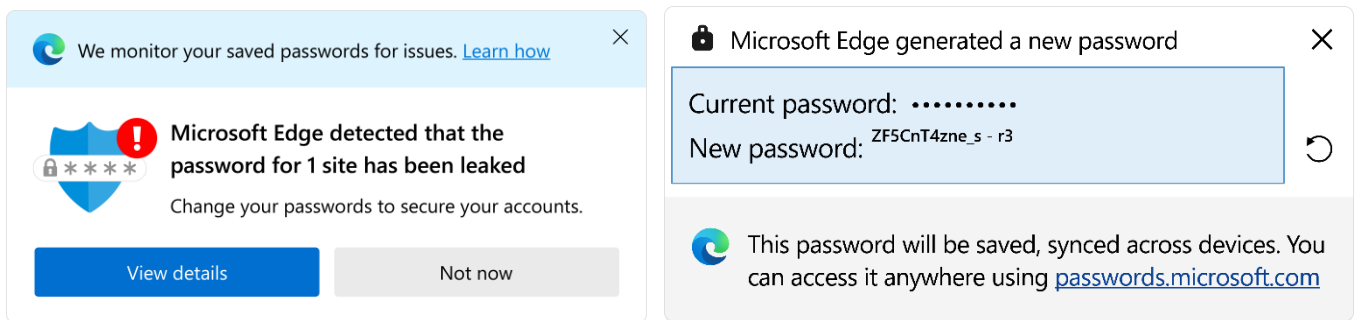 We monitor your saved passwords for issues. Learn how
Microsoft Edge detected that the
password for 1 site has been leaked
Change your passwords to secure your accounts.
View details
Not now
Microsoft Edge generated a new password
Current password: ••••••••••
New password: ZF5CnT4zne_s - r3
This password will be saved, synced across devices. You
can access it anywhere using passwords.microsoft.com